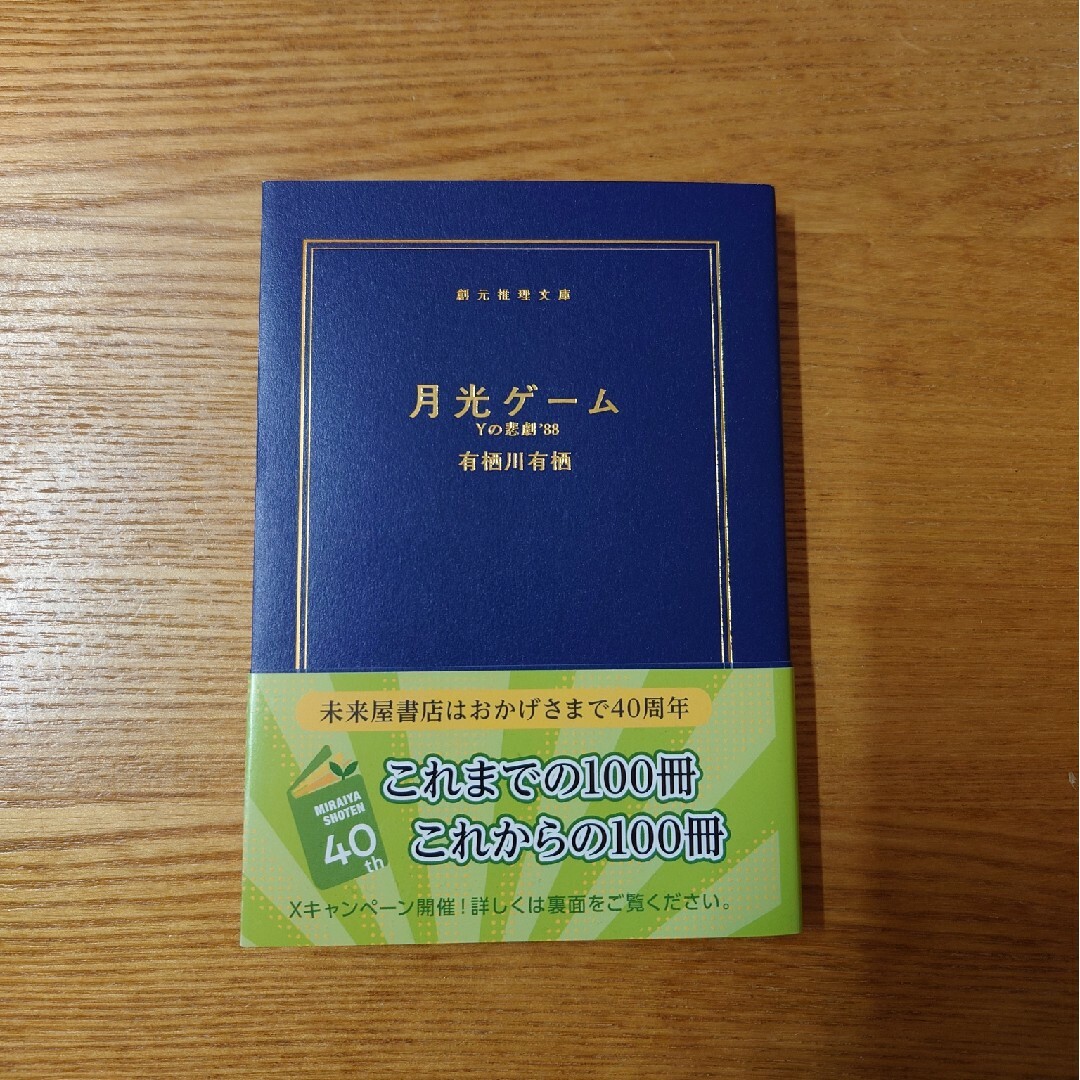 創元推理文庫
月光ゲーム
Yの悲劇'88
有栖川有栖
未来屋書店はおかげさまで40周年
MIRAIYA
SHOTEN
40th
これまでの100冊
これからの100冊
Xキャンペーン開催!詳しくは裏面をご覧ください。